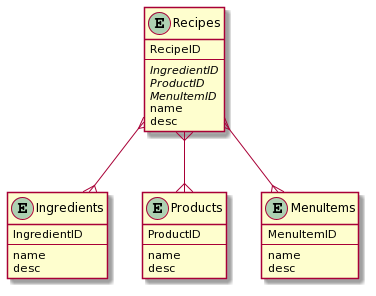 E Recipes
RecipeID
IngredientID
ProductID
MenuItemID
name
desc
E Ingredients
IngredientID
name
desc
E Products
ProductID
name
desc
E MenuItems
MenuItemID
name
desc